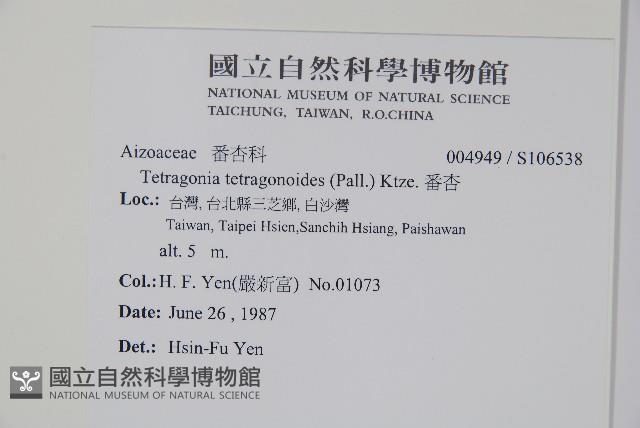 國立自然科學博物館
NATIONAL MUSEUM OF NATURAL SCIENCE
TAICHUNG, TAIWAN, R.O.CHINA
Aizoaceae 番杏科 004949 / S106538
Tetragonia tetragonoides (Pall.) Ktze. 番杏
Loc.: 台灣, 台北縣三芝鄉, 白沙灣
Taiwan, Taipei Hsien,Sanchih Hsiang, Paishawan
alt. 5 m.
Col.: H. F. Yen(嚴新富) No.01073
Date: June 26 , 1987
Det.: Hsin-Fu Yen
國立自然科學博物館
NATIONAL MUSEUM OF NATURAL SCIENCE